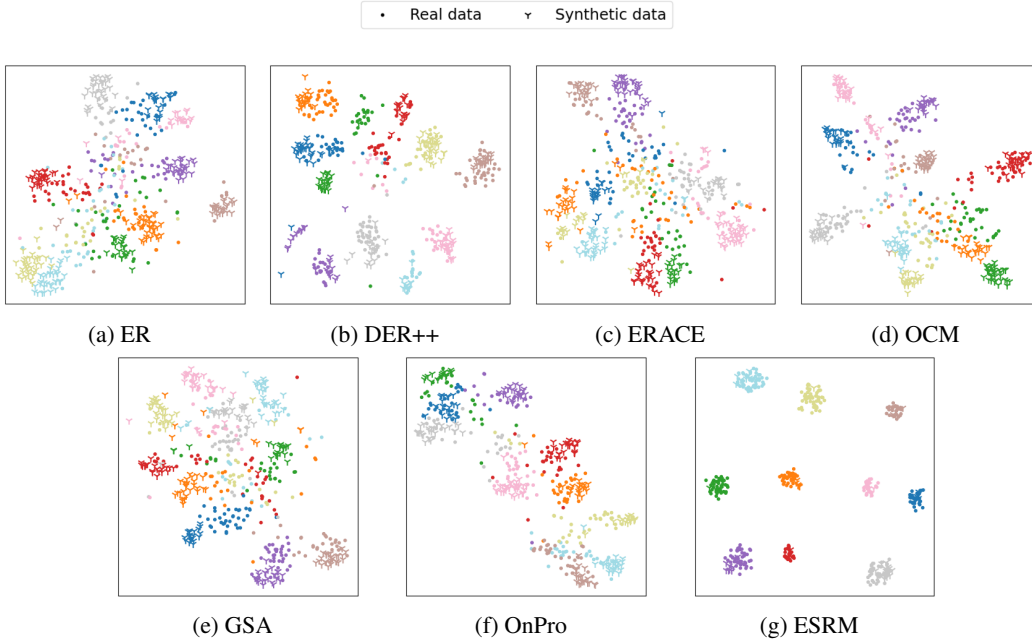 Real data Synthetic data
(a) ER (b) DER++ (c) ERACE (d) OCM
(e) GSA (f) OnPro (g) ESRM